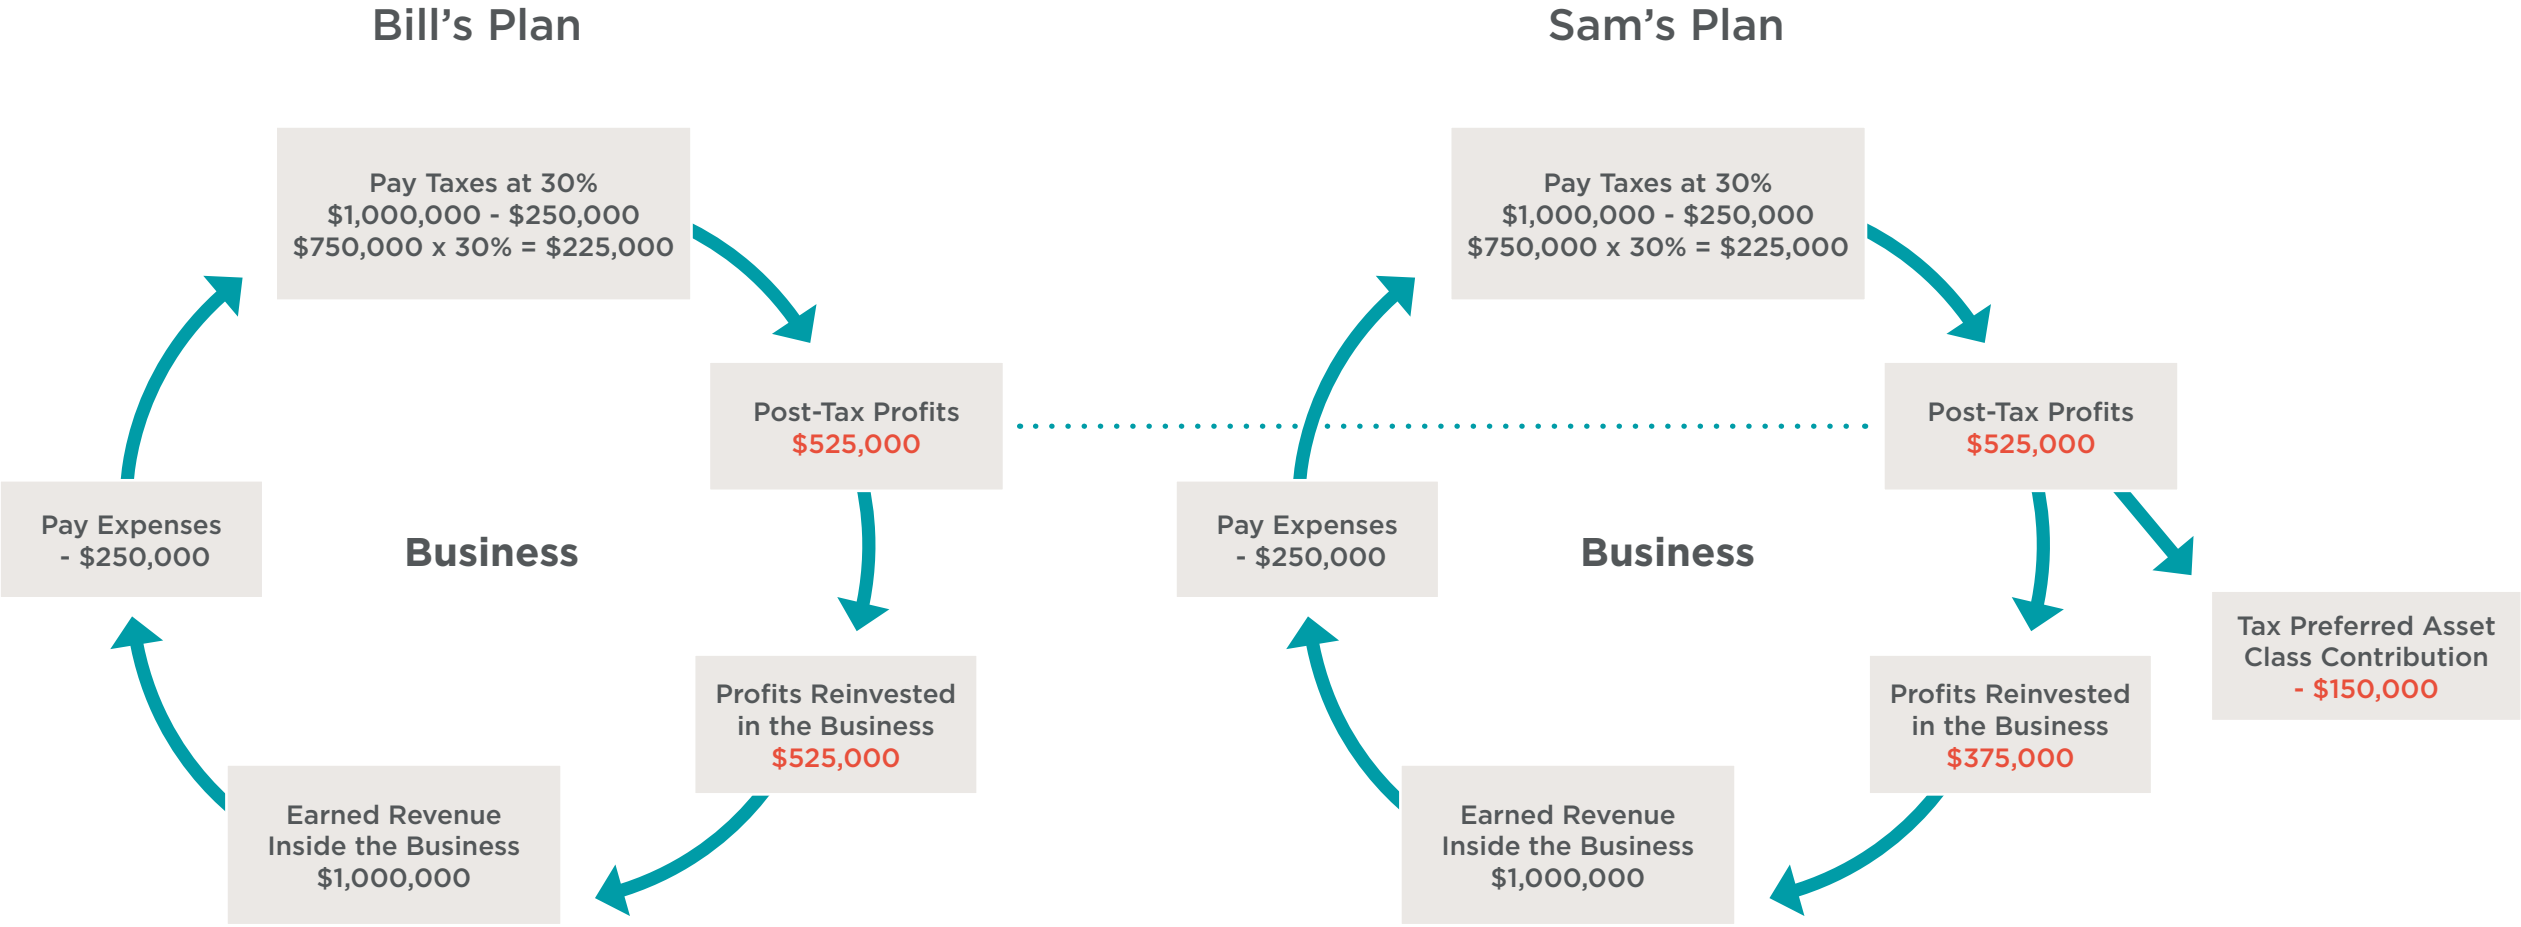 Bill’s Plan
Pay Taxes at 30%
$1,000,000 - $250,000
$750,000 x 30% = $225,000
Post-Tax Profits
$525,000
Pay Expenses
- $250,000
Business
Profits Reinvested
in the Business
$525,000
Earned Revenue
Inside the Business
$1,000,000
Sam’s Plan
Pay Taxes at 30%
$1,000,000 - $250,000
$750,000 x 30% = $225,000
Post-Tax Profits
$525,000
Pay Expenses
- $250,000
Business
Tax Preferred Asset
Class Contribution
- $150,000
Profits Reinvested
in the Business
$375,000
Earned Revenue
Inside the Business
$1,000,000